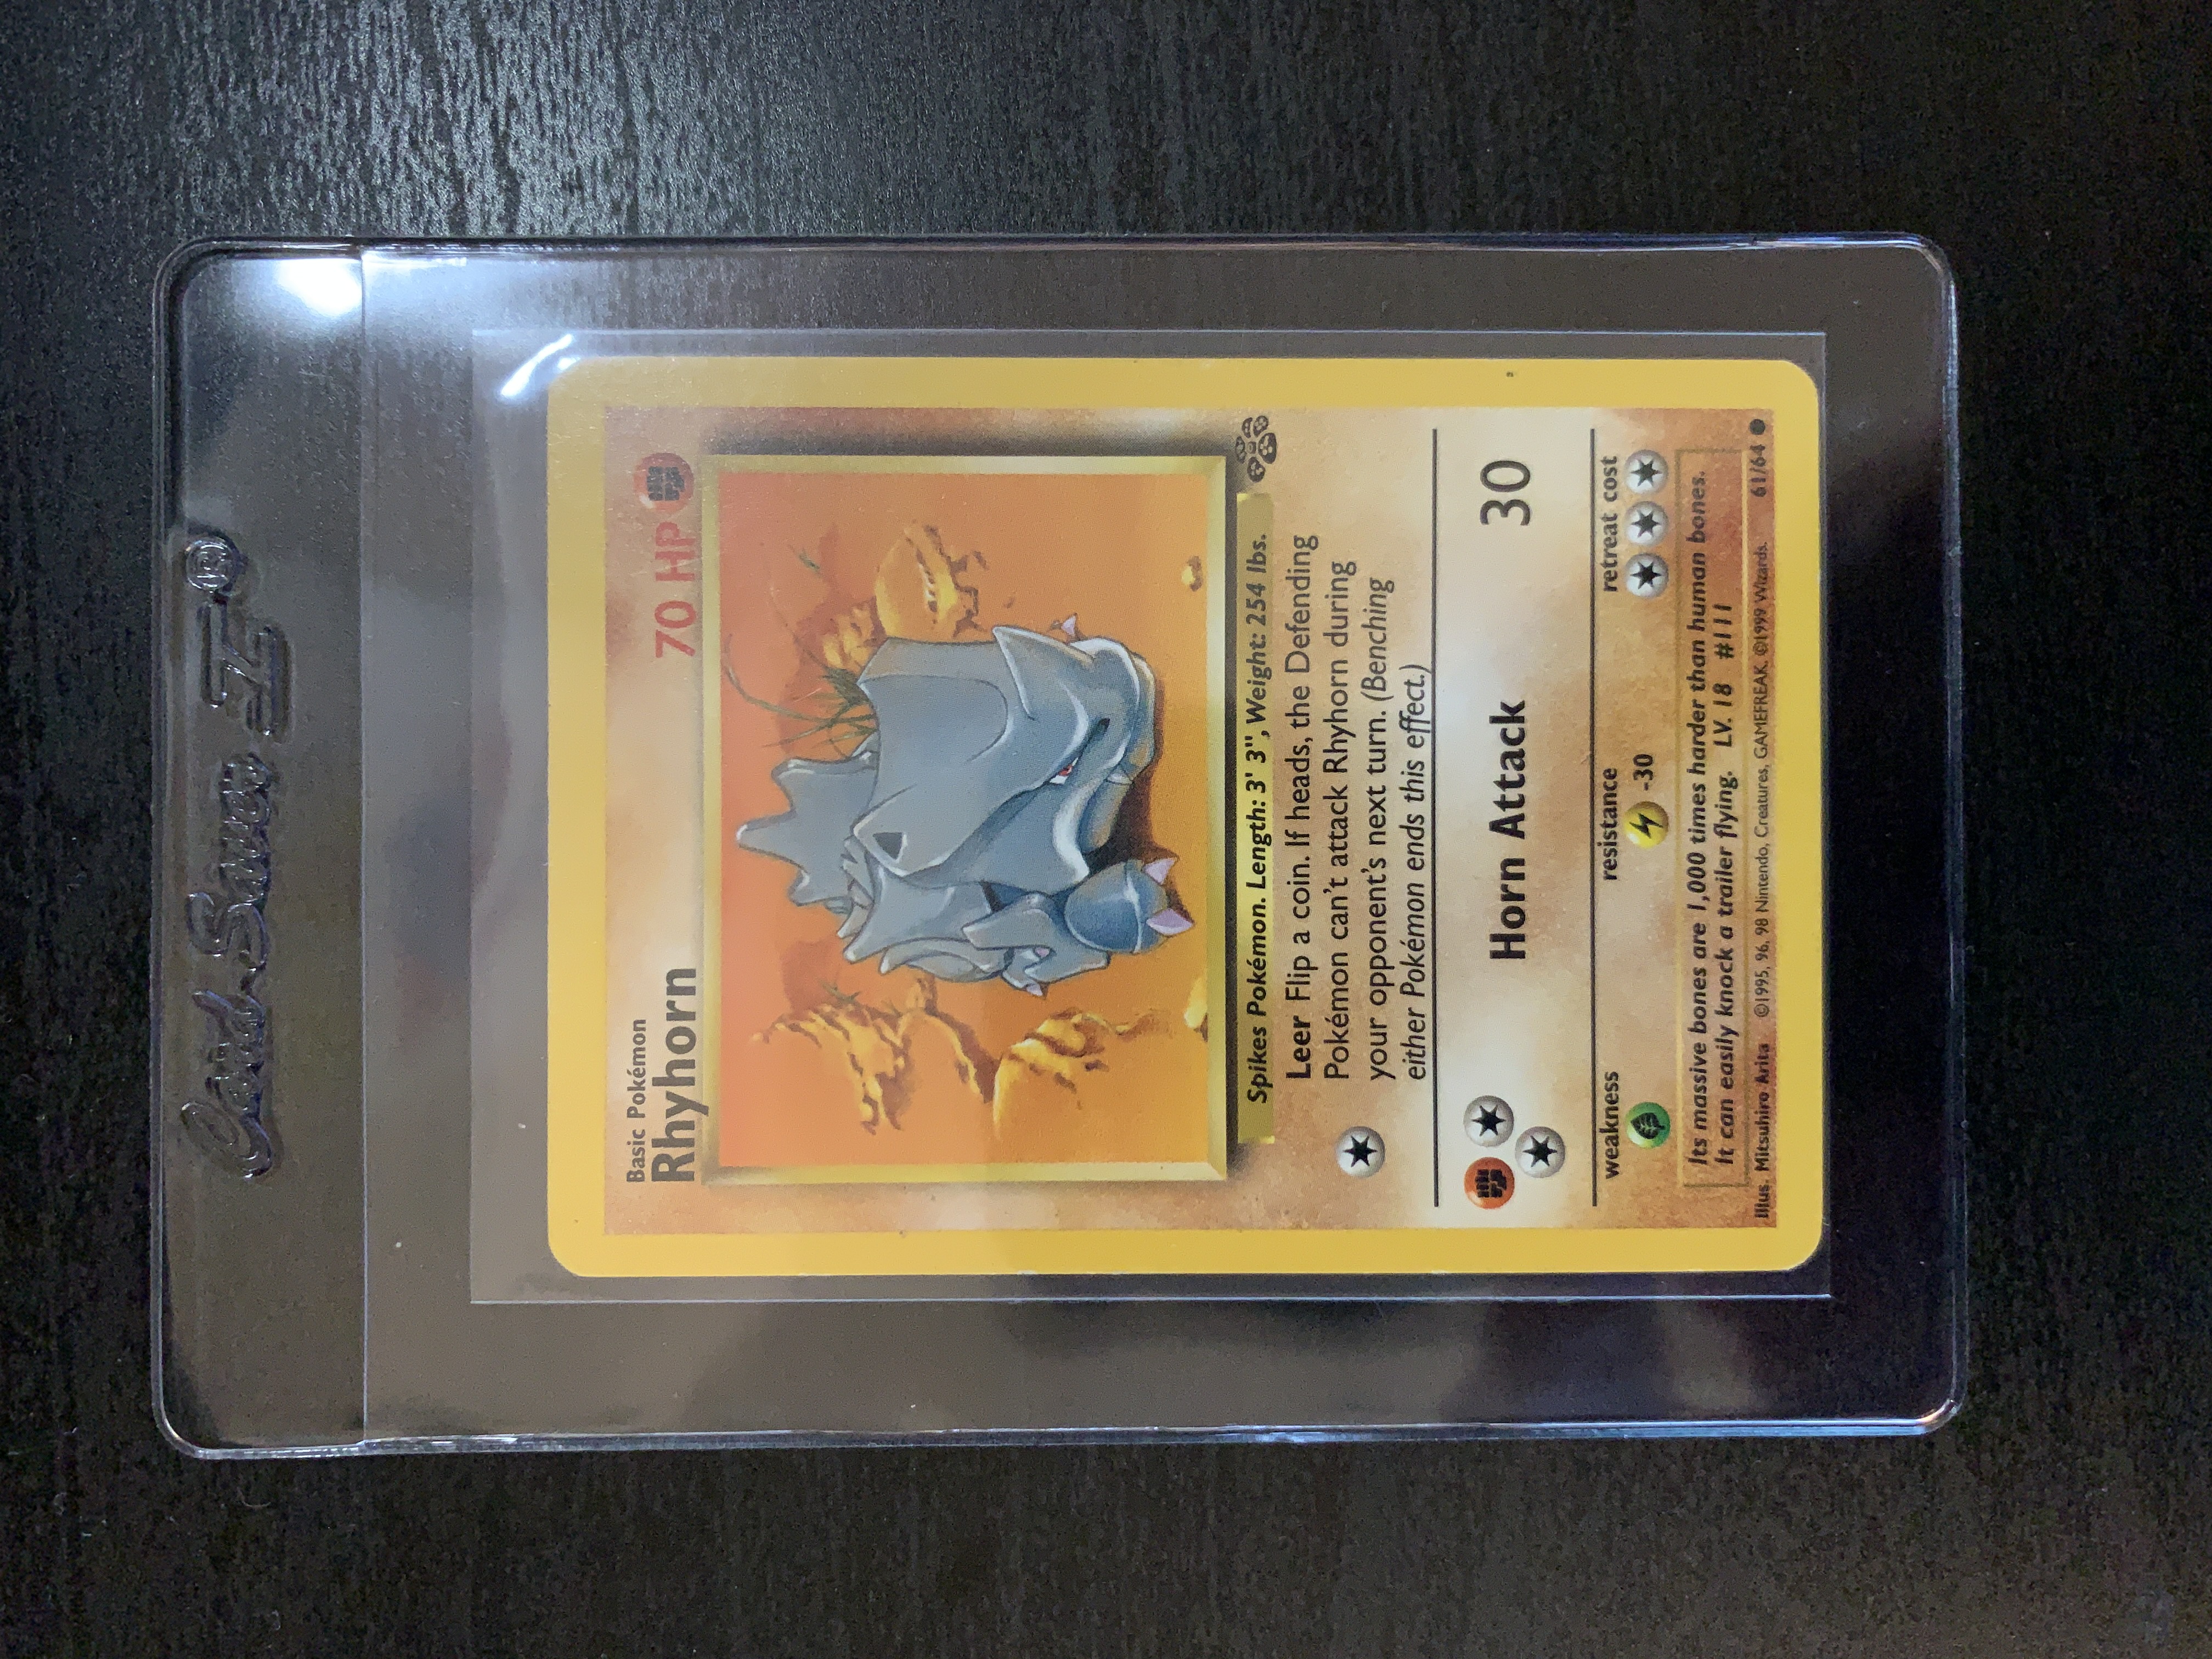 Card Saver I®
Basic Pokémon
Rhyhorn
70 HP
Spikes Pokémon. Length: 3' 3", Weight: 254 lbs.
Leer Flip a coin. If heads, the Defending
Pokémon can't attack Rhyhorn during
your opponent's next turn. (Benching
either Pokémon ends this effect.)
Horn Attack 30
weakness resistance retreat cost
-30
Its massive bones are 1,000 times harder than human bones.
It can easily knock a trailer flying. LV. 18 #111
Illus. Mitsuhiro Arita ©1995, 96, 98 Nintendo, Creatures, GAMEFREAK. ©1999 Wizards. 61/64